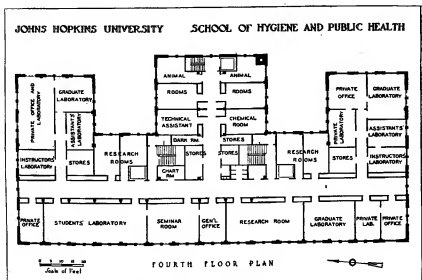 JOHNS HOPKINS UNIVERSITY SCHOOL OF HYGIENE AND PUBLIC HEALTH
ANIMAL
ROOMS
ANIMAL
ROOMS
PRIVATE OFFICE AND
LABORATORY
GRADUATE
LABORATORY
ASSISTANTS'
LABORATORY
INSTRUCTORS'
LABORATORY
STORES
RESEARCH
ROOMS
TECHNICAL
ASSISTANT
DARK RM.
STORES
CHART
RM.
CHEMICAL
ROOM
STORES
STORES
RESEARCH
ROOMS
PRIVATE
OFFICE
GRADUATE
LABORATORY
PRIVATE
LABORATORY
ASSISTANTS'
LABORATORY
STORES
INSTRUCTORS'
LABORATORY
PRIVATE
OFFICE
STUDENTS' LABORATORY
SEMINAR
ROOM
GEN'L
OFFICE
RESEARCH ROOM
GRADUATE
LABORATORY
PRIVATE
LAB.
PRIVATE
OFFICE
Scale of Feet
FOURTH FLOOR PLAN